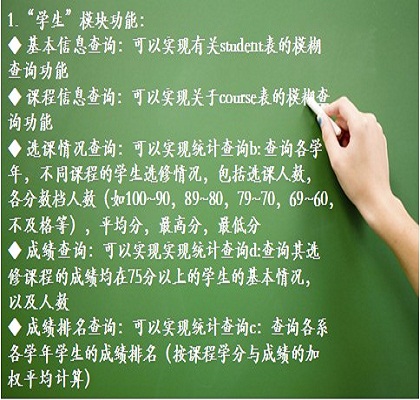 1.“学生”模块功能：
◆ 基本信息查询：可以实现有关student表的模糊
查询功能
◆ 课程信息查询：可以实现关于course表的模糊查
询功能
◆ 选课情况查询：可以实现统计查询b:查询各学
年，不同课程的学生选修情况，包括选课人数，
各分数档人数（如100~90，89~80，79~70，69~60，
不及格等），平均分，最高分，最低分
◆ 成绩查询：可以实现实现统计查询d:查询其选
修课程的成绩均在75分以上的学生的基本情况，
以及人数
◆ 成绩排名查询：可以实现统计查询c：查询各系
各学年学生的成绩排名（按课程学分与成绩的加
权平均计算）